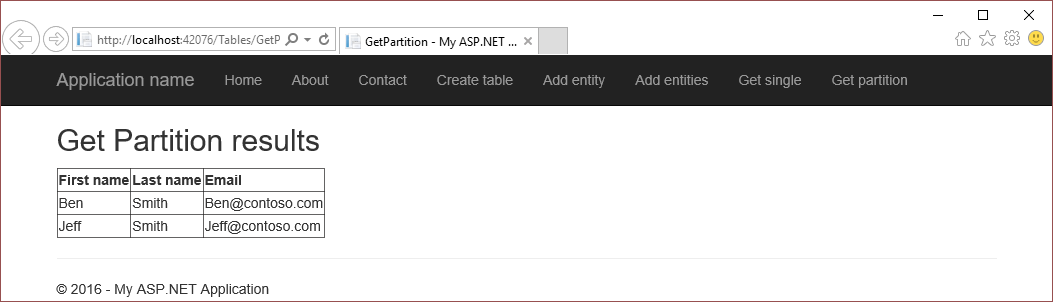 http://localhost:42076/Tables/GetP
GetPartition - My ASP.NET ...
Application name Home About Contact Create table Add entity Add entities Get single Get partition
Get Partition results
First name Last name Email
Ben Smith Ben@contoso.com
Jeff Smith Jeff@contoso.com
© 2016 - My ASP.NET Application